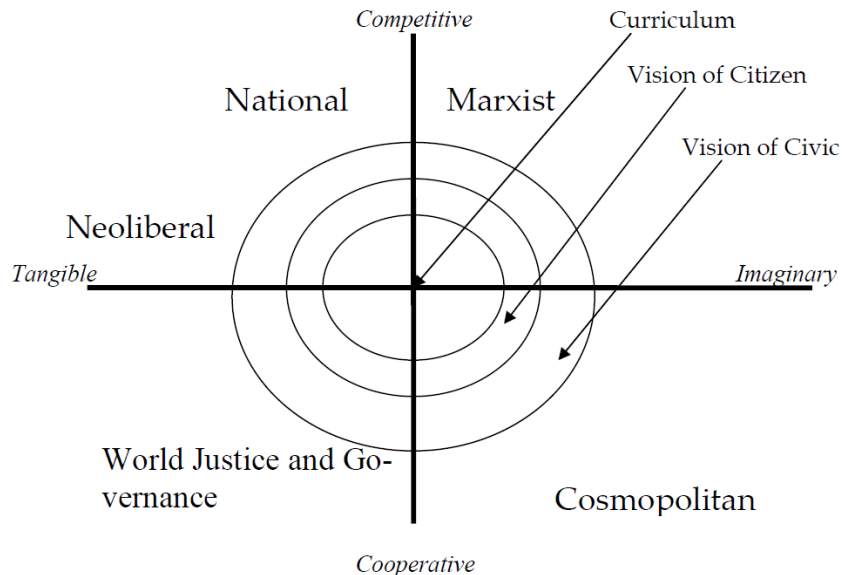 Competitive
Curriculum
Vision of Citizen
National
Marxist
Vision of Civic
Neoliberal
Tangible
Imaginary
World Justice and Go-
vernance
Cosmopolitan
Cooperative